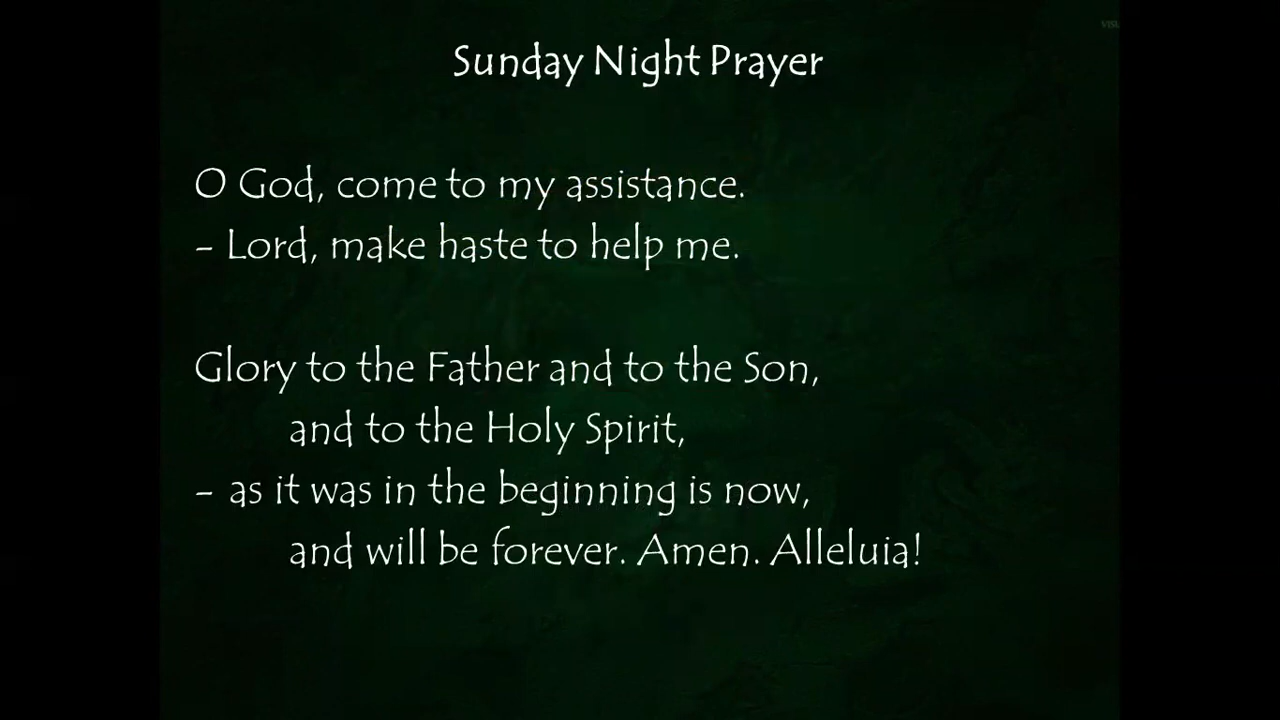 Sunday Night Prayer
O God, come to my assistance.
- Lord, make haste to help me.
Glory to the Father and to the Son,
and to the Holy Spirit,
- as it was in the beginning is now,
and will be forever. Amen. Alleluia!